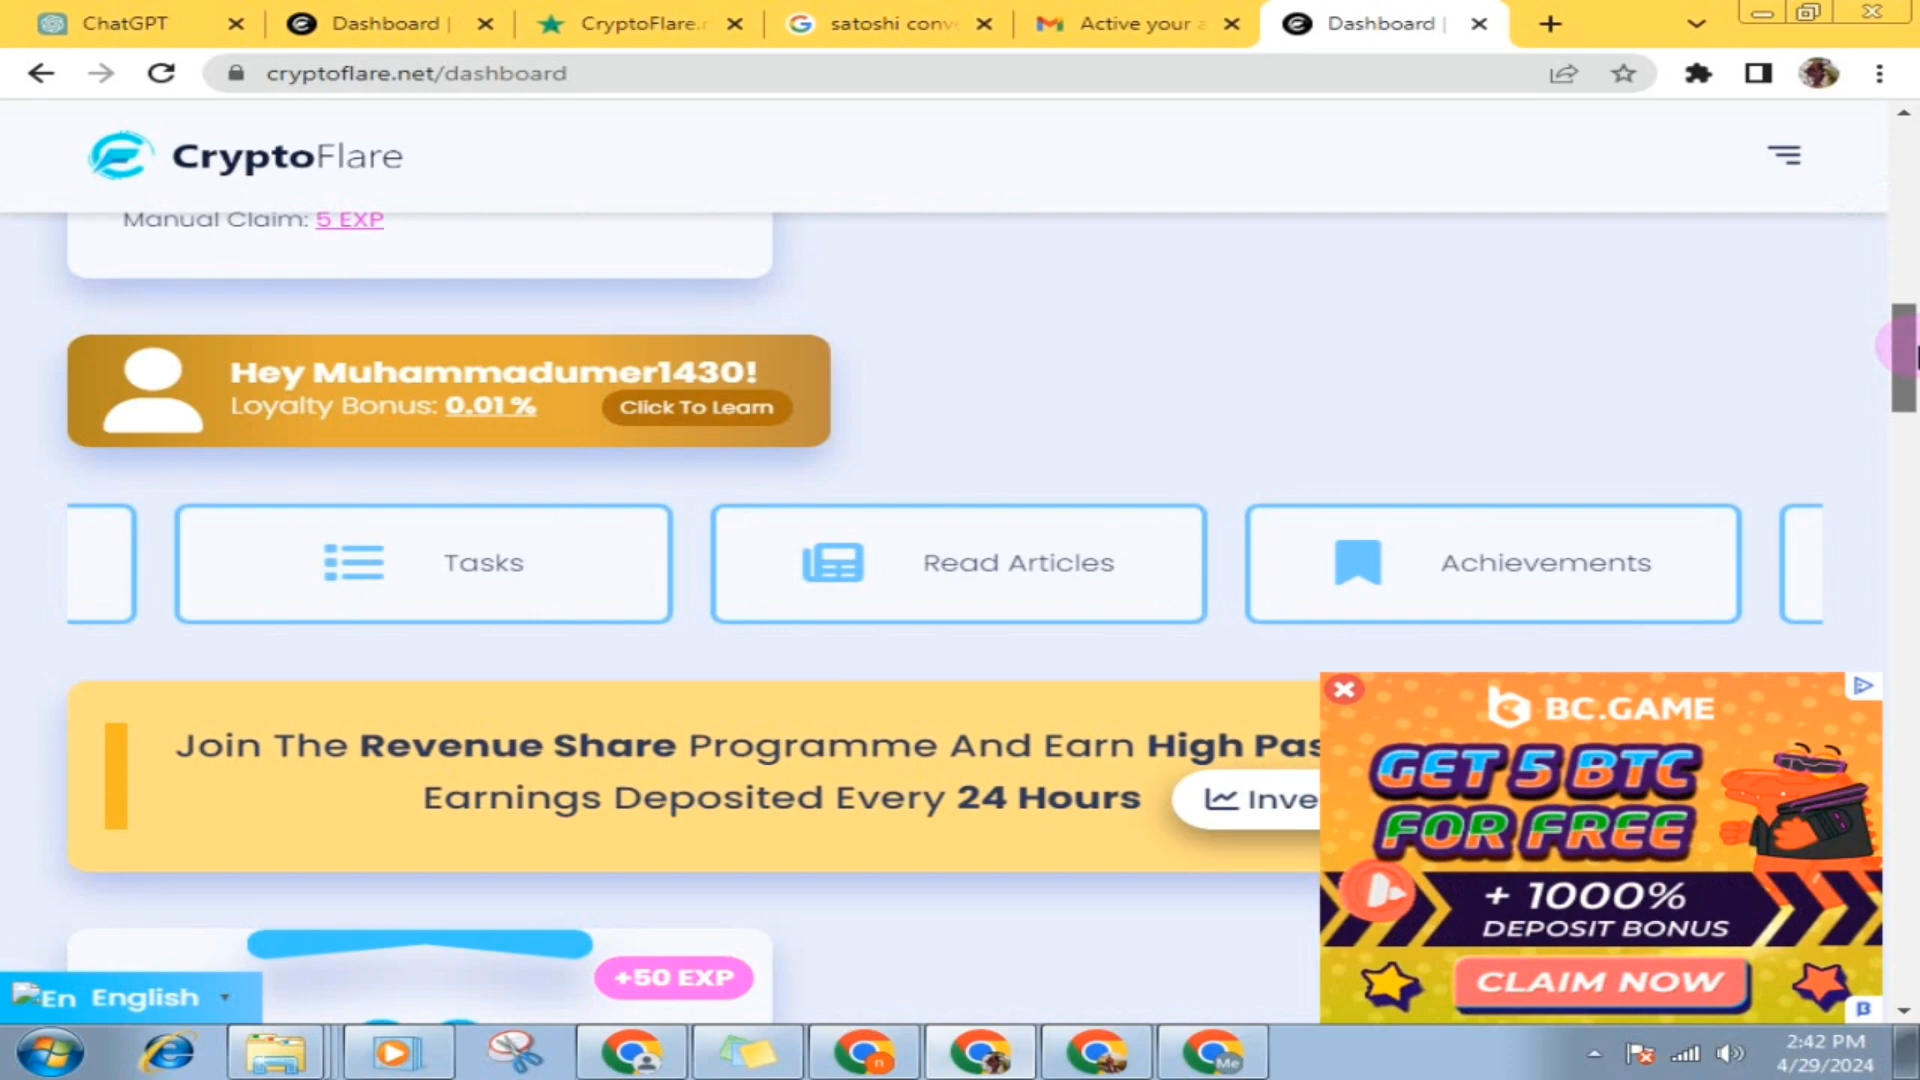 ChatGPT
Dashboard |
CryptoFlare.
satoshi conv
Active your a
Dashboard |
cryptoflare.net/dashboard
CryptoFlare
Manual Claim: 5 EXP
Hey Muhammadumer1430!
Loyalty Bonus: 0.01 %
Click To Learn
Tasks
Read Articles
Achievements
Join The Revenue Share Programme And Earn High Pas
Earnings Deposited Every 24 Hours
Inve
BC.GAME
GET 5 BTC
FOR FREE
+ 1000%
DEPOSIT BONUS
CLAIM NOW
+50 EXP
En English
n
Me
2:42 PM
4/29/2024